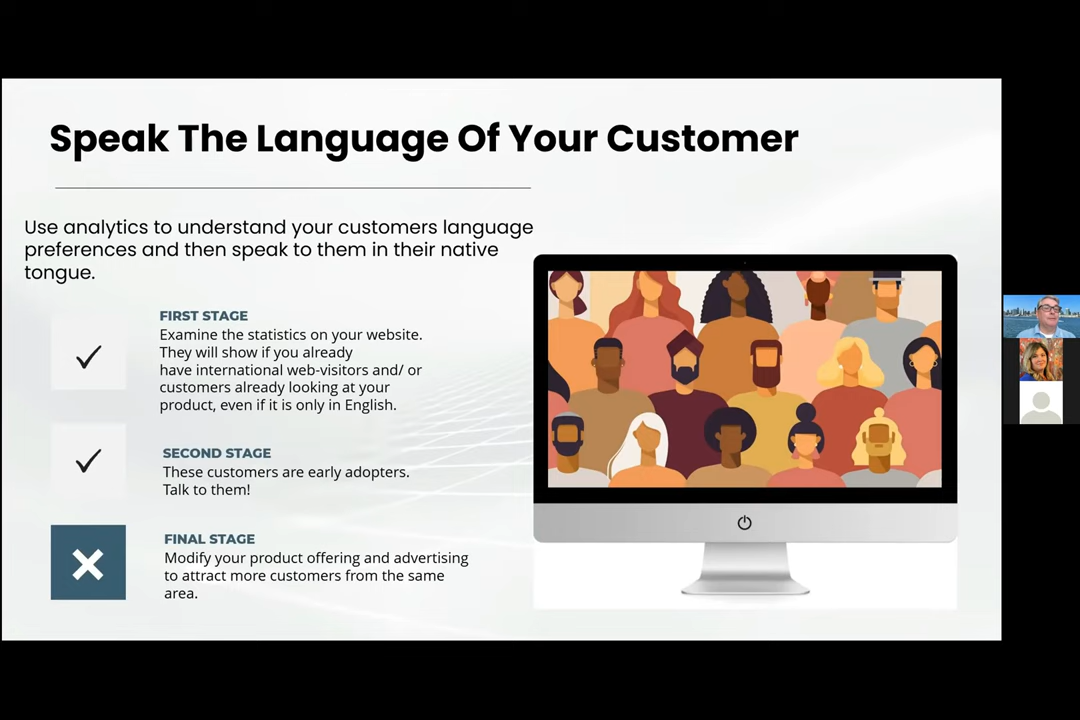 Speak The Language Of Your Customer
Use analytics to understand your customers language
preferences and then speak to them in their native
tongue.
FIRST STAGE
Examine the statistics on your website.
They will show if you already
have international web-visitors and/ or
customers already looking at your
product, even if it is only in English.
SECOND STAGE
These customers are early adopters.
Talk to them!
FINAL STAGE
Modify your product offering and advertising
to attract more customers from the same
area.